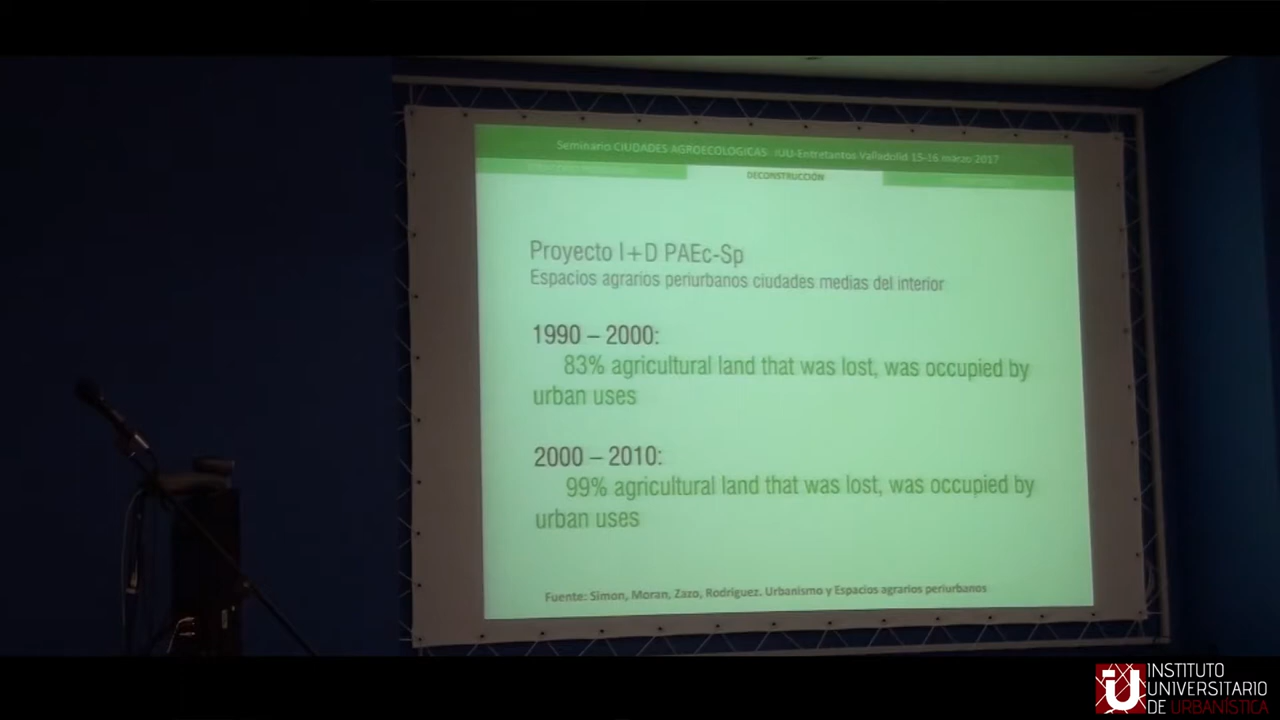 Seminario CIUDADES AGROECOLOGICAS IUU-Entretantos Valladolid 15-16 marzo 2017
DECONSTRUCCIÓN
Proyecto I+D PAEc-Sp
Espacios agrarios periurbanos ciudades medias del interior
1990 – 2000:
83% agricultural land that was lost, was occupied by
urban uses
2000 – 2010:
99% agricultural land that was lost, was occupied by
urban uses
Fuente: Simon, Moran, Zazo, Rodriguez. Urbanismo y Espacios agrarios periurbanos
iU INSTITUTO
UNIVERSITARIO
DE URBANÍSTICA